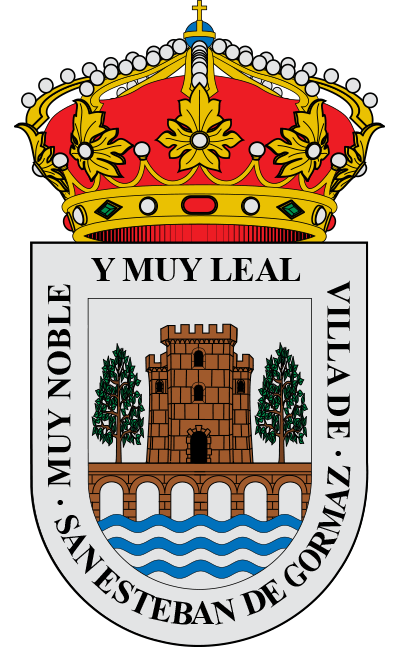 · MUY NOBLE
Y MUY LEAL
VILLA DE ·
SAN ESTEBAN DE GORMAZ